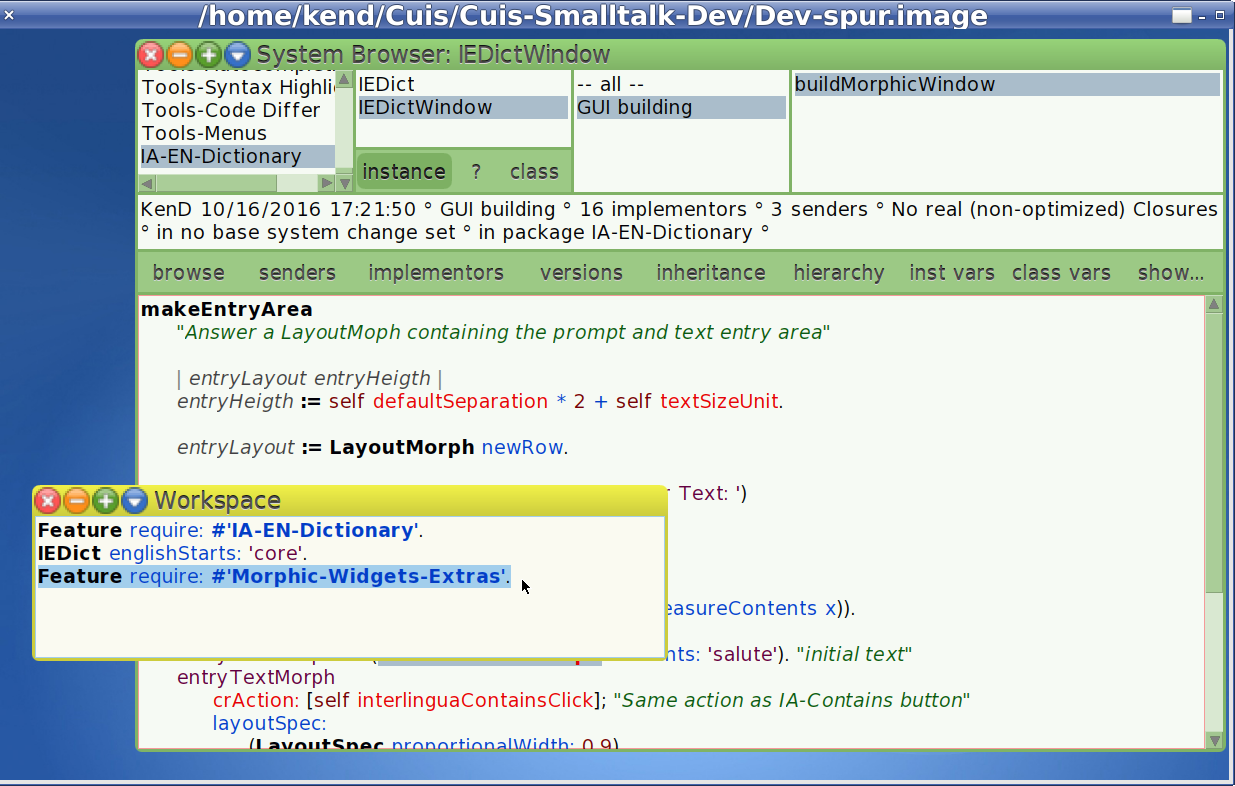 /home/kend/Cuis/Cuis-Smalltalk-Dev/Dev-spur.image
System Browser: IEDictWindow
Tools-Syntax Highli
Tools-Code Differ
Tools-Menus
IA-EN-Dictionary
IEDict
IEDictWindow
instance ? class
-- all --
GUI building
buildMorphicWindow
KenD 10/16/2016 17:21:50 ° GUI building ° 16 implementors ° 3 senders ° No real (non-optimized) Closures
° in no base system change set ° in package IA-EN-Dictionary °
browse senders implementors versions inheritance hierarchy inst vars class vars show...
makeEntryArea
"Answer a LayoutMoph containing the prompt and text entry area"
| entryLayout entryHeigth |
entryHeigth := self defaultSeparation * 2 + self textSizeUnit.
entryLayout := LayoutMorph newRow.
Text: ')
easureContents x)).
nts: 'salute'). "initial text"
entryTextMorph
crAction: [self interlinguaContainsClick]; "Same action as IA-Contains button"
layoutSpec:
(LayoutSpec proportionalWidth: 0.9)
Workspace
Feature require: #'IA-EN-Dictionary'.
IEDict englishStarts: 'core'.
Feature require: #'Morphic-Widgets-Extras'.